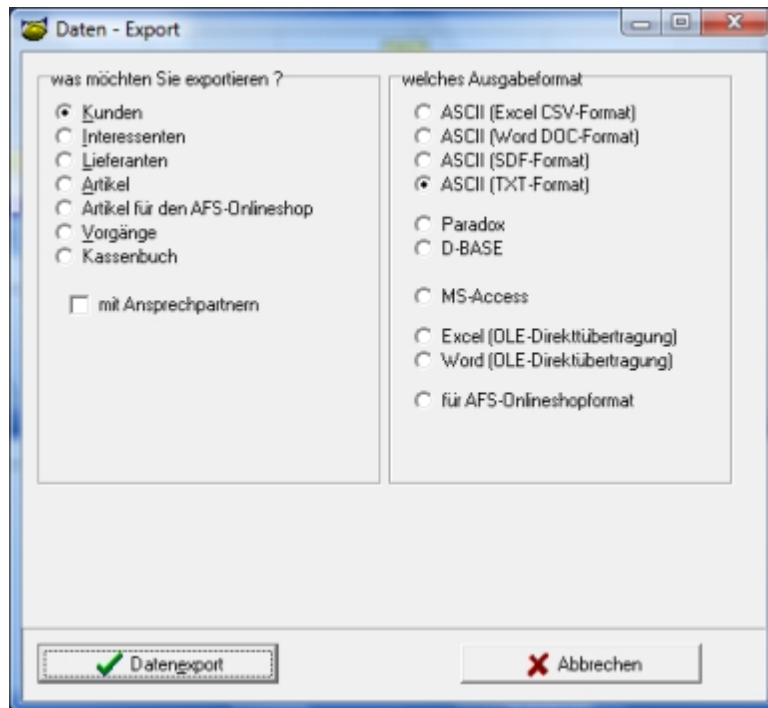 Daten - Export
was möchten Sie exportieren ?
Kunden
Interessenten
Lieferanten
Artikel
Artikel für den AFS-Onlineshop
Vorgänge
Kassenbuch
mit Ansprechpartnern
welches Ausgabeformat
ASCII (Excel CSV-Format)
ASCII (Word DOC-Format)
ASCII (SDF-Format)
ASCII (TXT-Format)
Paradox
D-BASE
MS-Access
Excel (OLE-Direkttübertragung)
Word (OLE-Direktübertragung)
für AFS-Onlineshopformat
Datenexport
Abbrechen